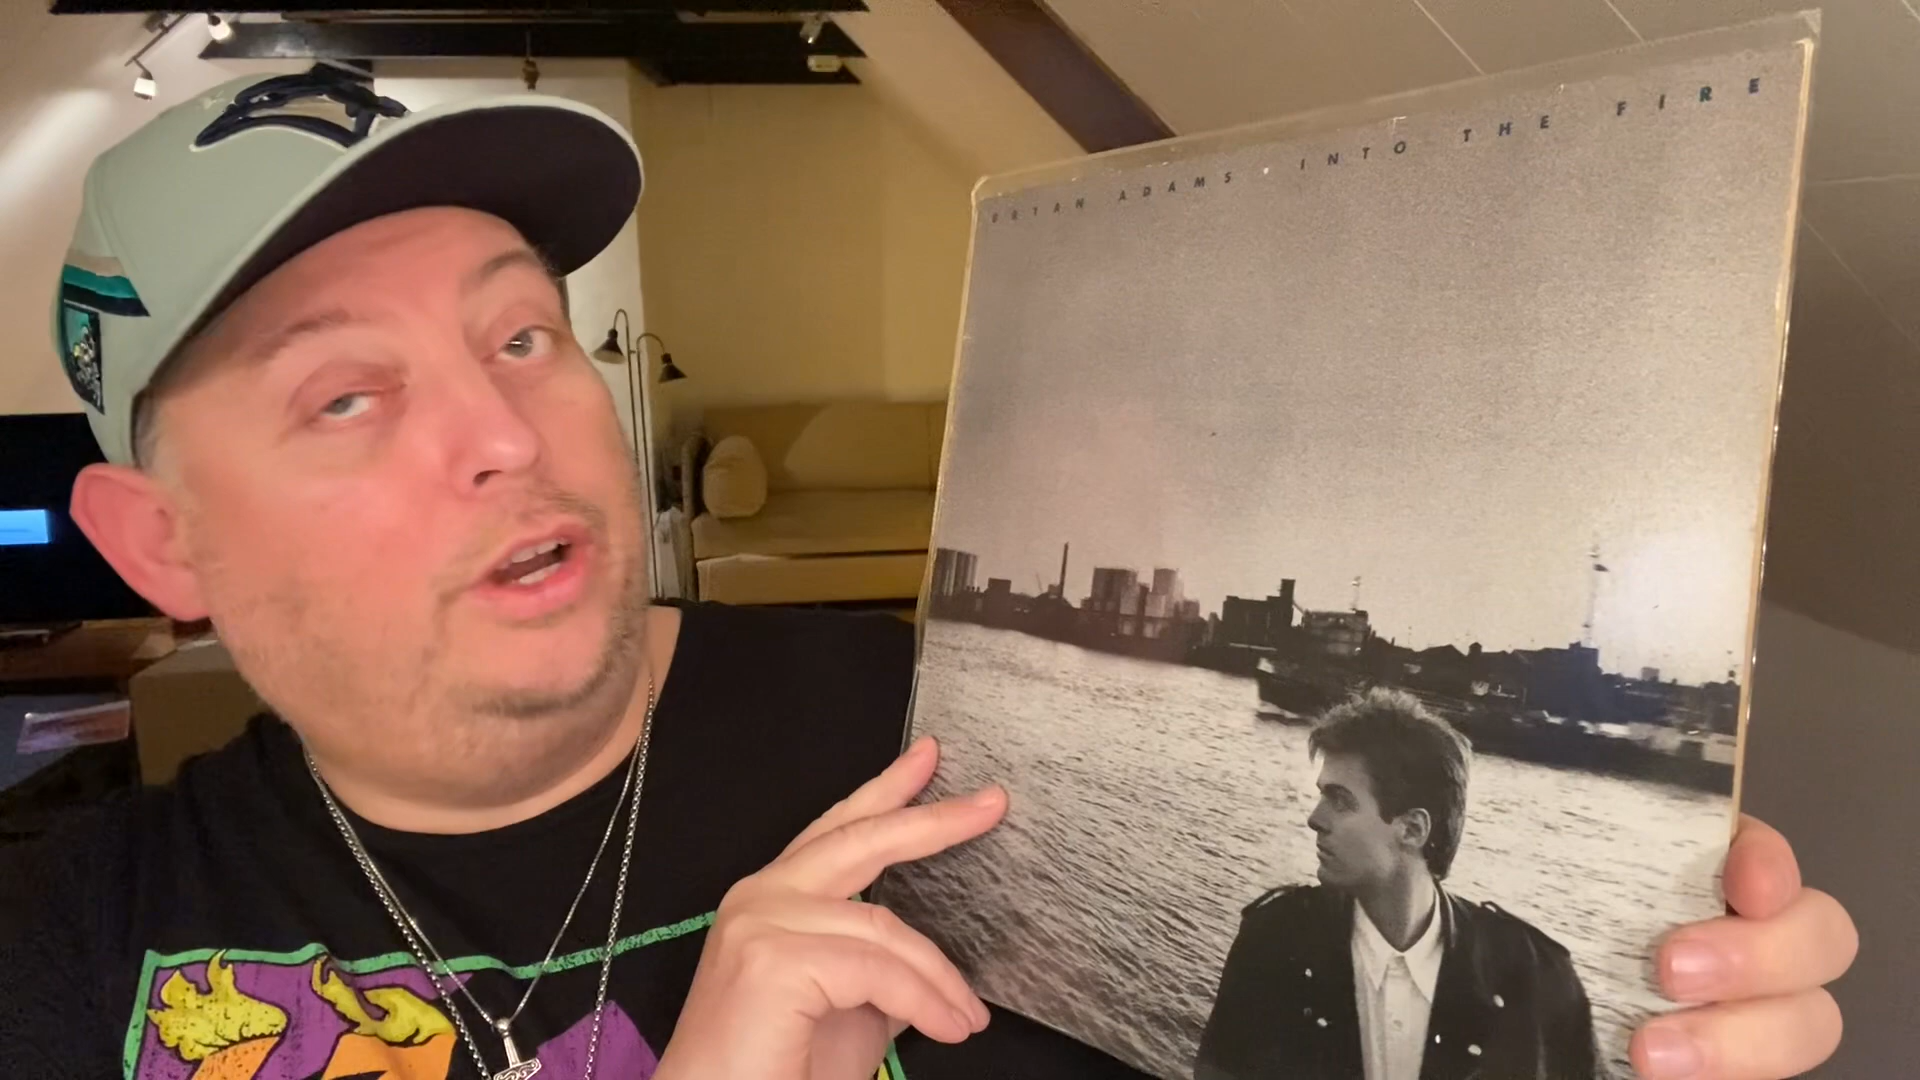 BRYAN ADAMS · INTO THE FIRE